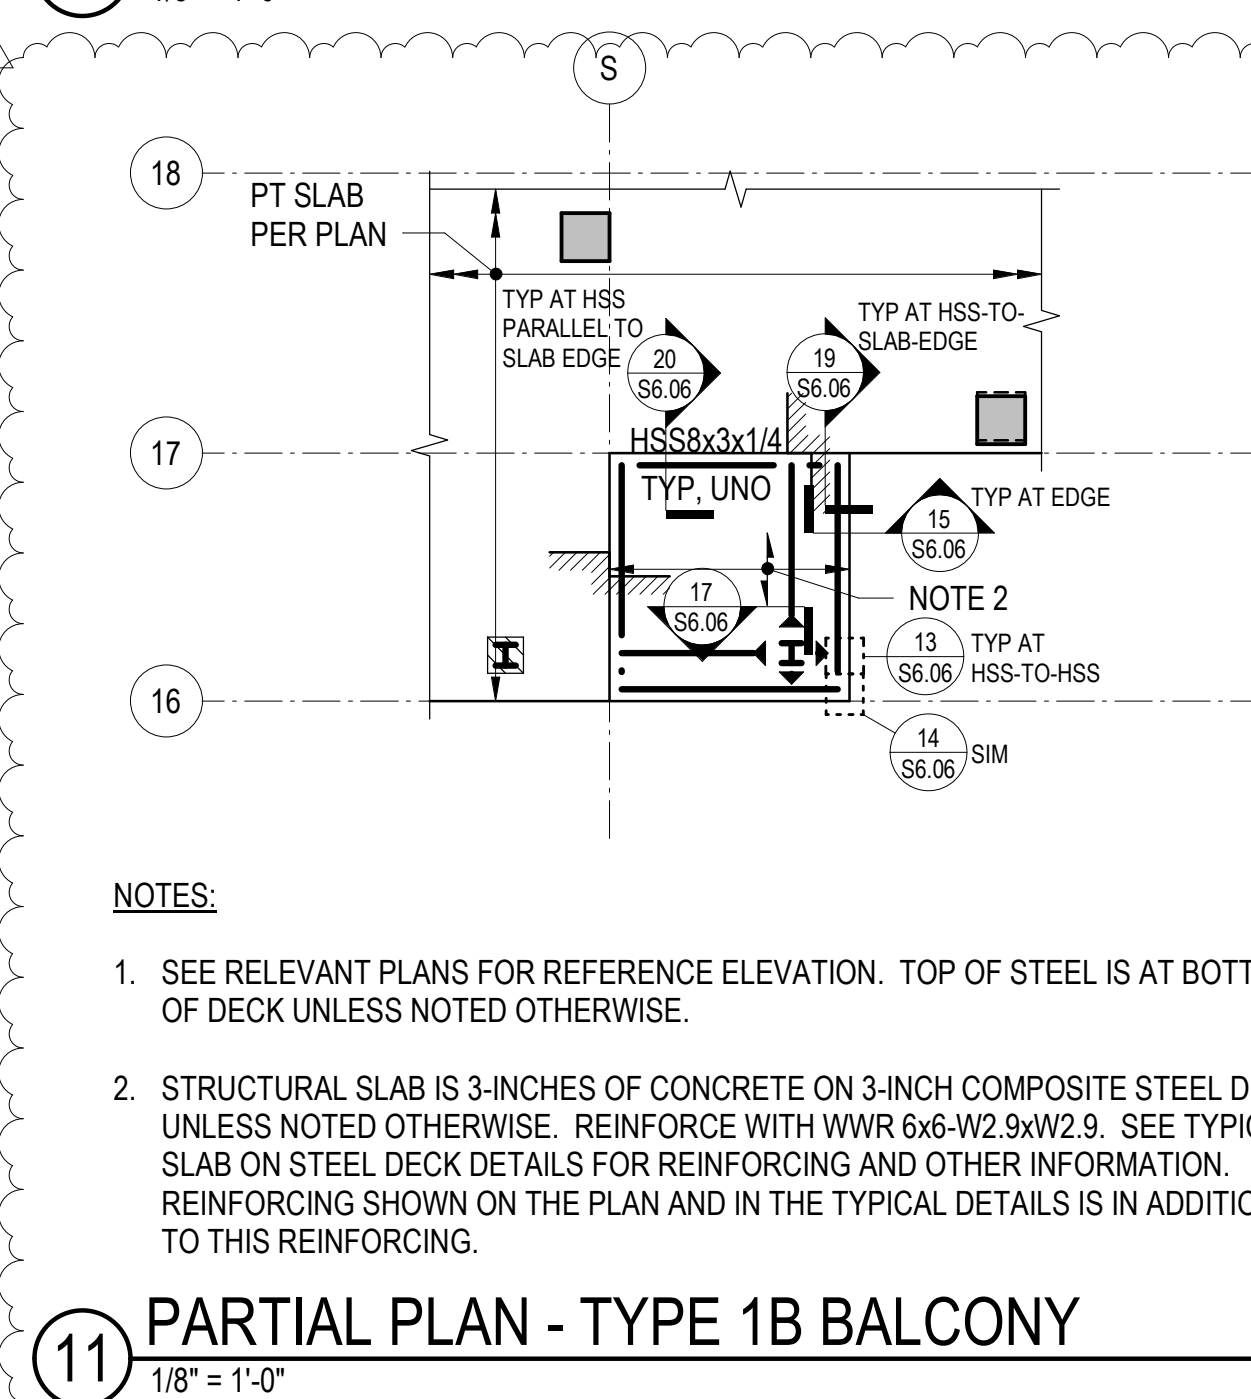 S
18
PT SLAB
PER PLAN
TYP AT HSS
PARALLEL TO
SLAB EDGE
20
S6.06
19
S6.06
TYP AT HSS-TO-
SLAB-EDGE
17
HSS8x3x1/4
TYP, UNO
15
S6.06
TYP AT EDGE
NOTE 2
17
S6.06
13
S6.06
TYP AT
HSS-TO-HSS
16
14
S6.06
SIM
NOTES:
1. SEE RELEVANT PLANS FOR REFERENCE ELEVATION. TOP OF STEEL IS AT BOTT
OF DECK UNLESS NOTED OTHERWISE.
2. STRUCTURAL SLAB IS 3-INCHES OF CONCRETE ON 3-INCH COMPOSITE STEEL D
UNLESS NOTED OTHERWISE. REINFORCE WITH WWR 6x6-W2.9xW2.9. SEE TYPIC
SLAB ON STEEL DECK DETAILS FOR REINFORCING AND OTHER INFORMATION.
REINFORCING SHOWN ON THE PLAN AND IN THE TYPICAL DETAILS IS IN ADDITIO
TO THIS REINFORCING.
11
PARTIAL PLAN - TYPE 1B BALCONY
1/8" = 1'-0"